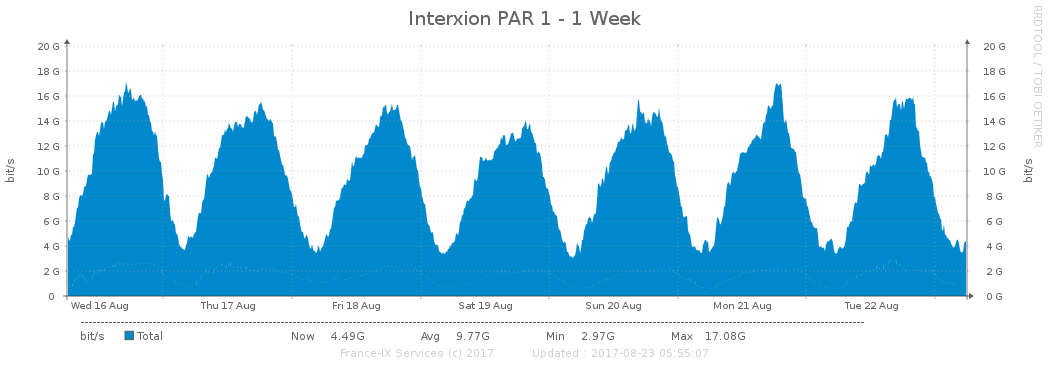 Interxion PAR 1 - 1 Week
RRDTOOL / TOBI OETIKER
bit/s
20 G
18 G
16 G
14 G
12 G
10 G
8 G
6 G
4 G
2 G
0
20 G
18 G
16 G
14 G
12 G
10 G
8 G
6 G
4 G
2 G
0 G
bit/s
Wed 16 Aug Thu 17 Aug Fri 18 Aug Sat 19 Aug Sun 20 Aug Mon 21 Aug Tue 22 Aug
bit/s Total Now 4.49G Avg 9.77G Min 2.97G Max 17.08G
France-IX Services (c) 2017 Updated : 2017-08-23 05:55:07